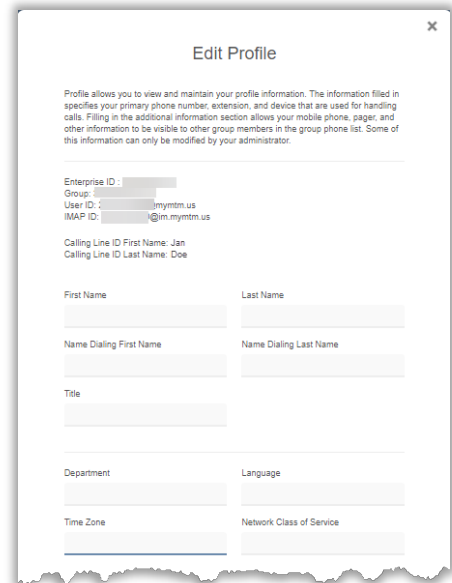 ×
Edit Profile
Profile allows you to view and maintain your profile information. The information filled in
specifies your primary phone number, extension, and device that are used for handling
calls. Filling in the additional information section allows your mobile phone, pager, and
other information to be visible to other group members in the group phone list. Some of
this information can only be modified by your administrator.
Enterprise ID :
Group:
User ID: mymtm.us
IMAP ID: @im.mymtm.us
Calling Line ID First Name: Jan
Calling Line ID Last Name: Doe
First Name Last Name
Name Dialing First Name Name Dialing Last Name
Title
Department Language
Time Zone Network Class of Service